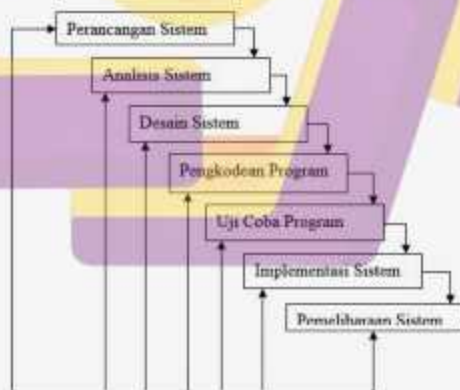 Perancangan Sistem
Analisis Sistem
Desain Sistem
Pengkodean Program
Uji Coba Program
Implementasi Sistem
Pemeliharaan Sistem